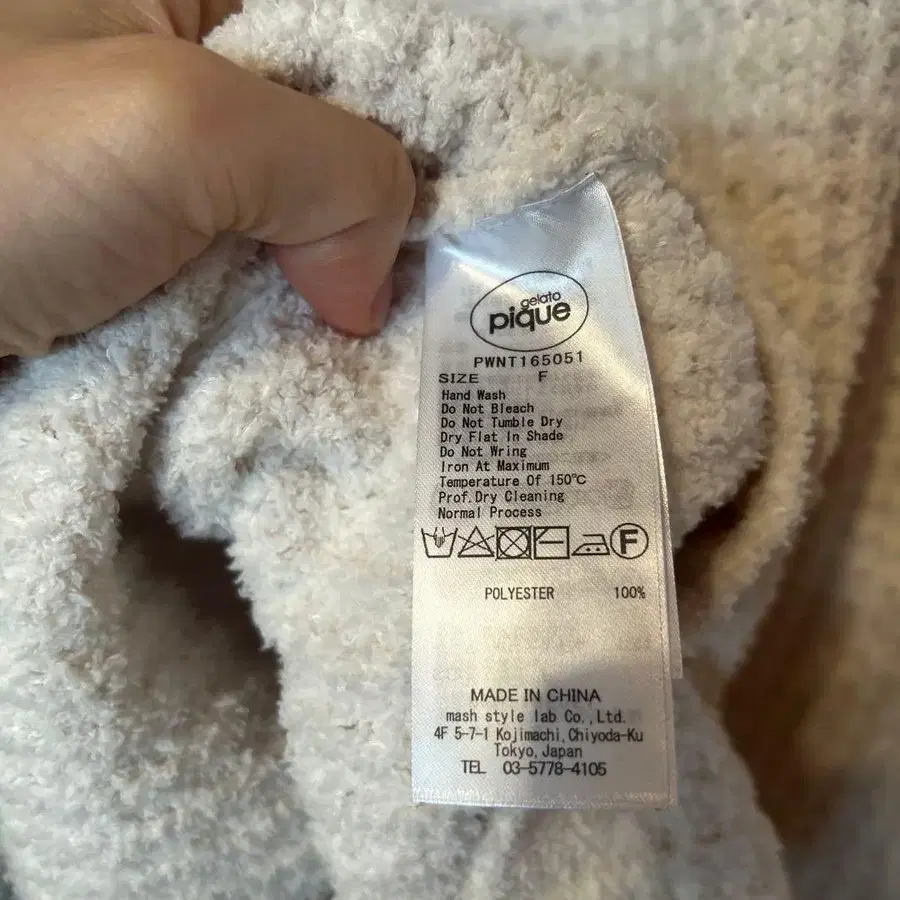 gelato
pique
PWNT165051
SIZE F
Hand Wash
Do Not Bleach
Do Not Tumble Dry
Dry Flat In Shade
Do Not Wring
Iron At Maximum
Temperature Of 150℃
Prof.Dry Cleaning
Normal Process
F
POLYESTER 100%
MADE IN CHINA
mash style lab Co.,Ltd.
4F 5-7-1 Kojimachi,Chiyoda-Ku
Tokyo,Japan
TEL 03-5778-4105